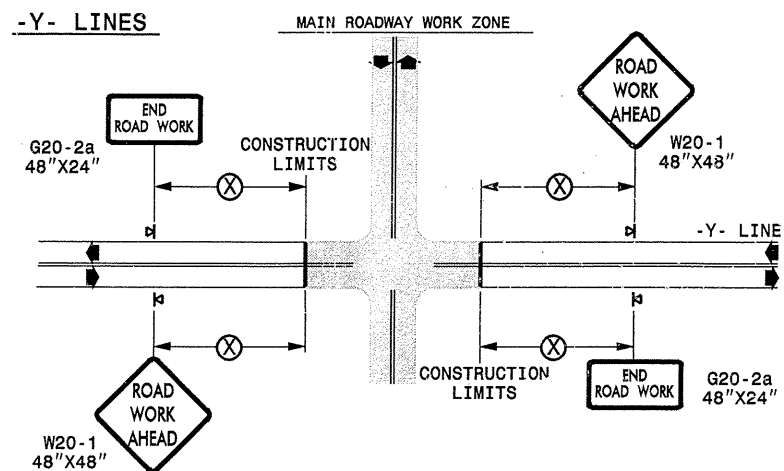 -Y- LINES
MAIN ROADWAY WORK ZONE
END
ROAD WORK
G20-2a
48"X24"
CONSTRUCTION
LIMITS
ROAD
WORK
AHEAD
W20-1
48"X48"
X
X
-Y- LINE
X
X
ROAD
WORK
AHEAD
W20-1
48"X48"
CONSTRUCTION
LIMITS
END
ROAD WORK
G20-2a
48"X24"